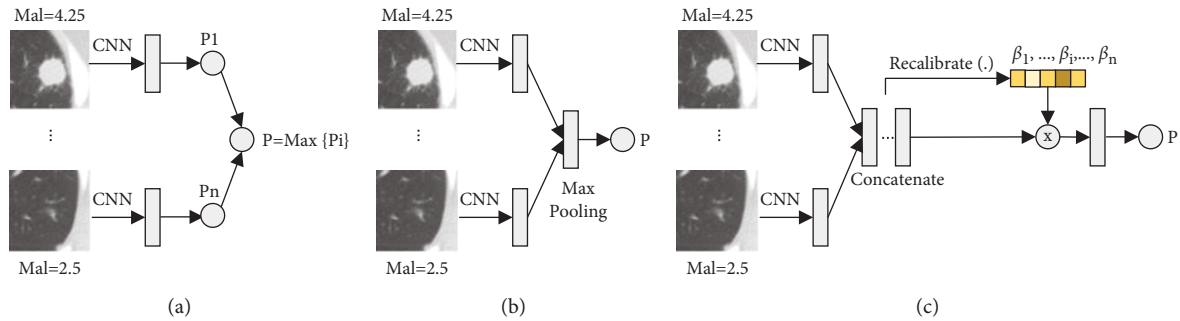 Mal=4.25
CNN
P1
⋮
P=Max {Pi}
CNN
Pn
Mal=2.5
(a)
Mal=4.25
CNN
⋮
P
Max
Pooling
CNN
Mal=2.5
(b)
Mal=4.25
CNN
Recalibrate (.)
β1, ..., βi,..., βn
⋮
...
x
P
Concatenate
CNN
Mal=2.5
(c)